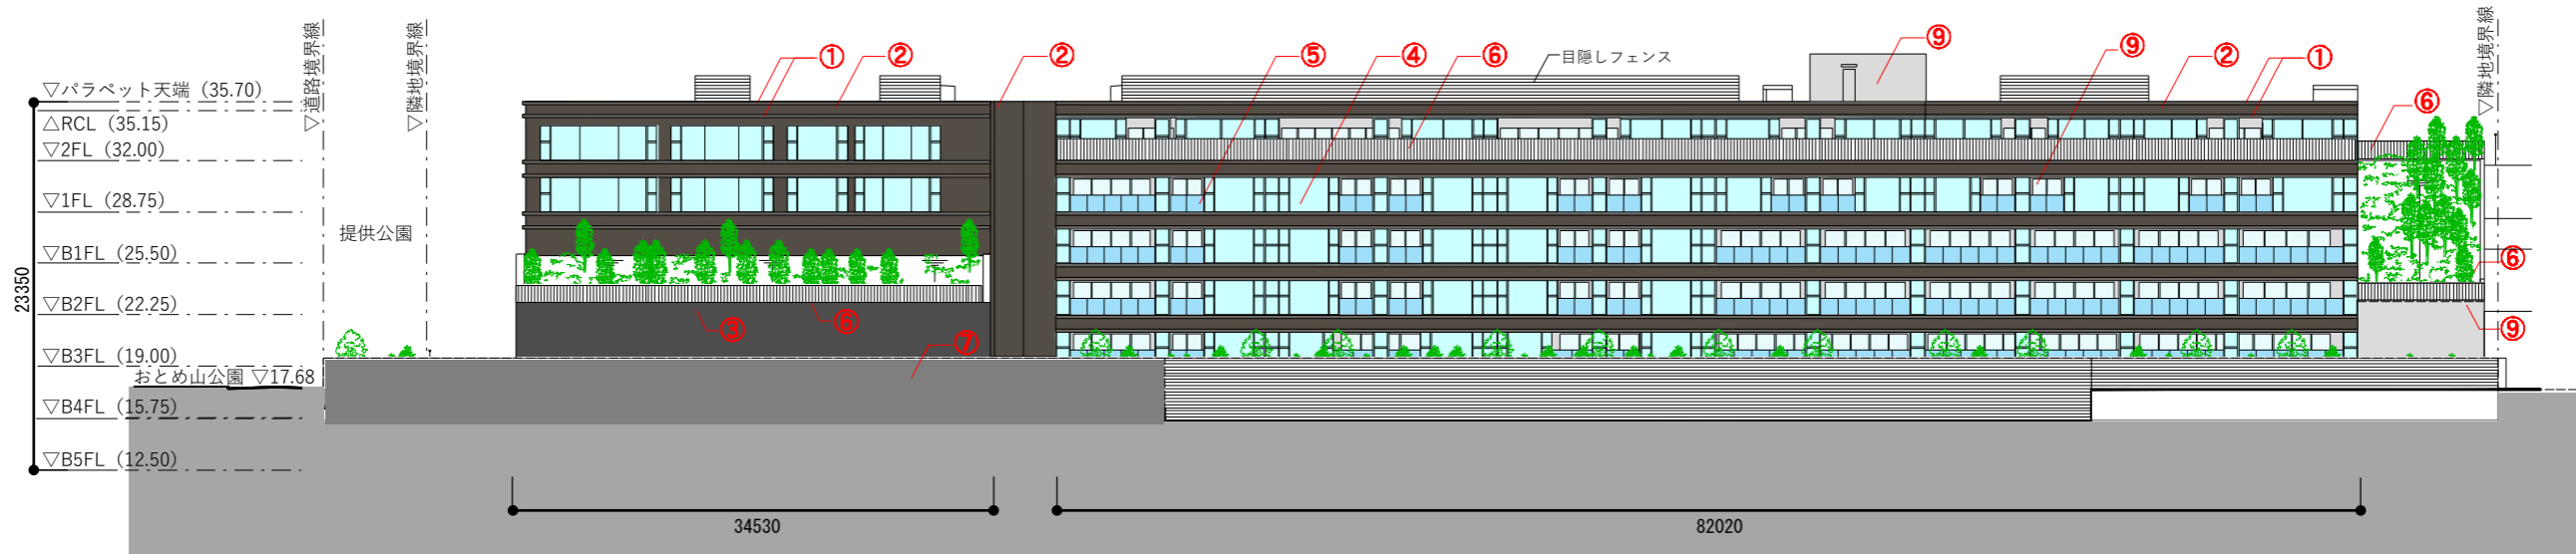 ▽道路境界線
▽隣地境界線
▽隣地境界線
① ② ② ⑤ ④ ⑥ 目隠しフェンス ⑨ ⑨ ② ①
▽パラペット天端（35.70）
⑥
△RCL（35.15）
▽2FL（32.00）
⑥
▽1FL（28.75）
提供公園
▽B1FL（25.50）
⑥
23350
▽B2FL（22.25）
③ ⑥ ⑨
⑦
▽B3FL（19.00）
おとめ山公園 ▽17.68
▽B4FL（15.75）
▽B5FL（12.50）
34530
82020